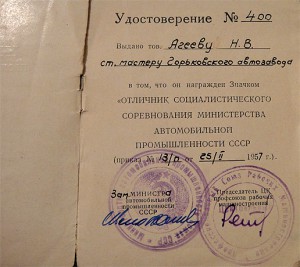 Удостоверение № 400
Выдано тов. Агееву Н.В.
ст. мастеру Горьковского автозавода
в том, что он награжден Значком
«ОТЛИЧНИК СОЦИАЛИСТИЧЕСКОГО
СОРЕВНОВАНИЯ МИНИСТЕРСТВА
АВТОМОБИЛЬНОЙ
ПРОМЫШЛЕННОСТИ СССР
(приказ № 13/п от 25/II 1957 г.)
Зам. МИНИСТРА
автомобильной
промышленности
СССР
Председатель ЦК
профсоюза рабочих
машиностроения